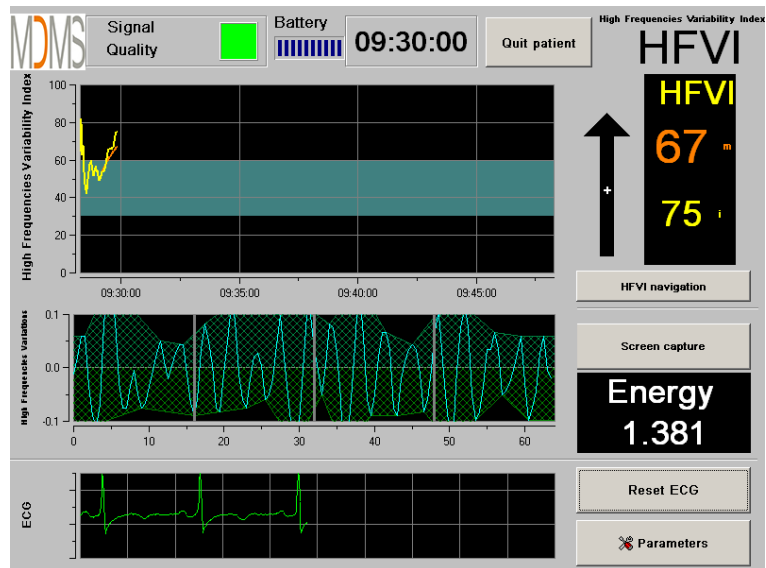 MDMS
Signal
Quality
Battery
09:30:00
Quit patient
High Frequencies Variability Index
HFVI
High Frequencies Variability Index
100
80
60
40
20
0
09:30:00
09:35:00
09:40:00
09:45:00
+
HFVI
67 m
75 i
HFVI navigation
High Frequencies Variations
0.1
0.0
-0.1
0
10
20
30
40
50
60
Screen capture
Energy
1.381
ECG
Reset ECG
Parameters